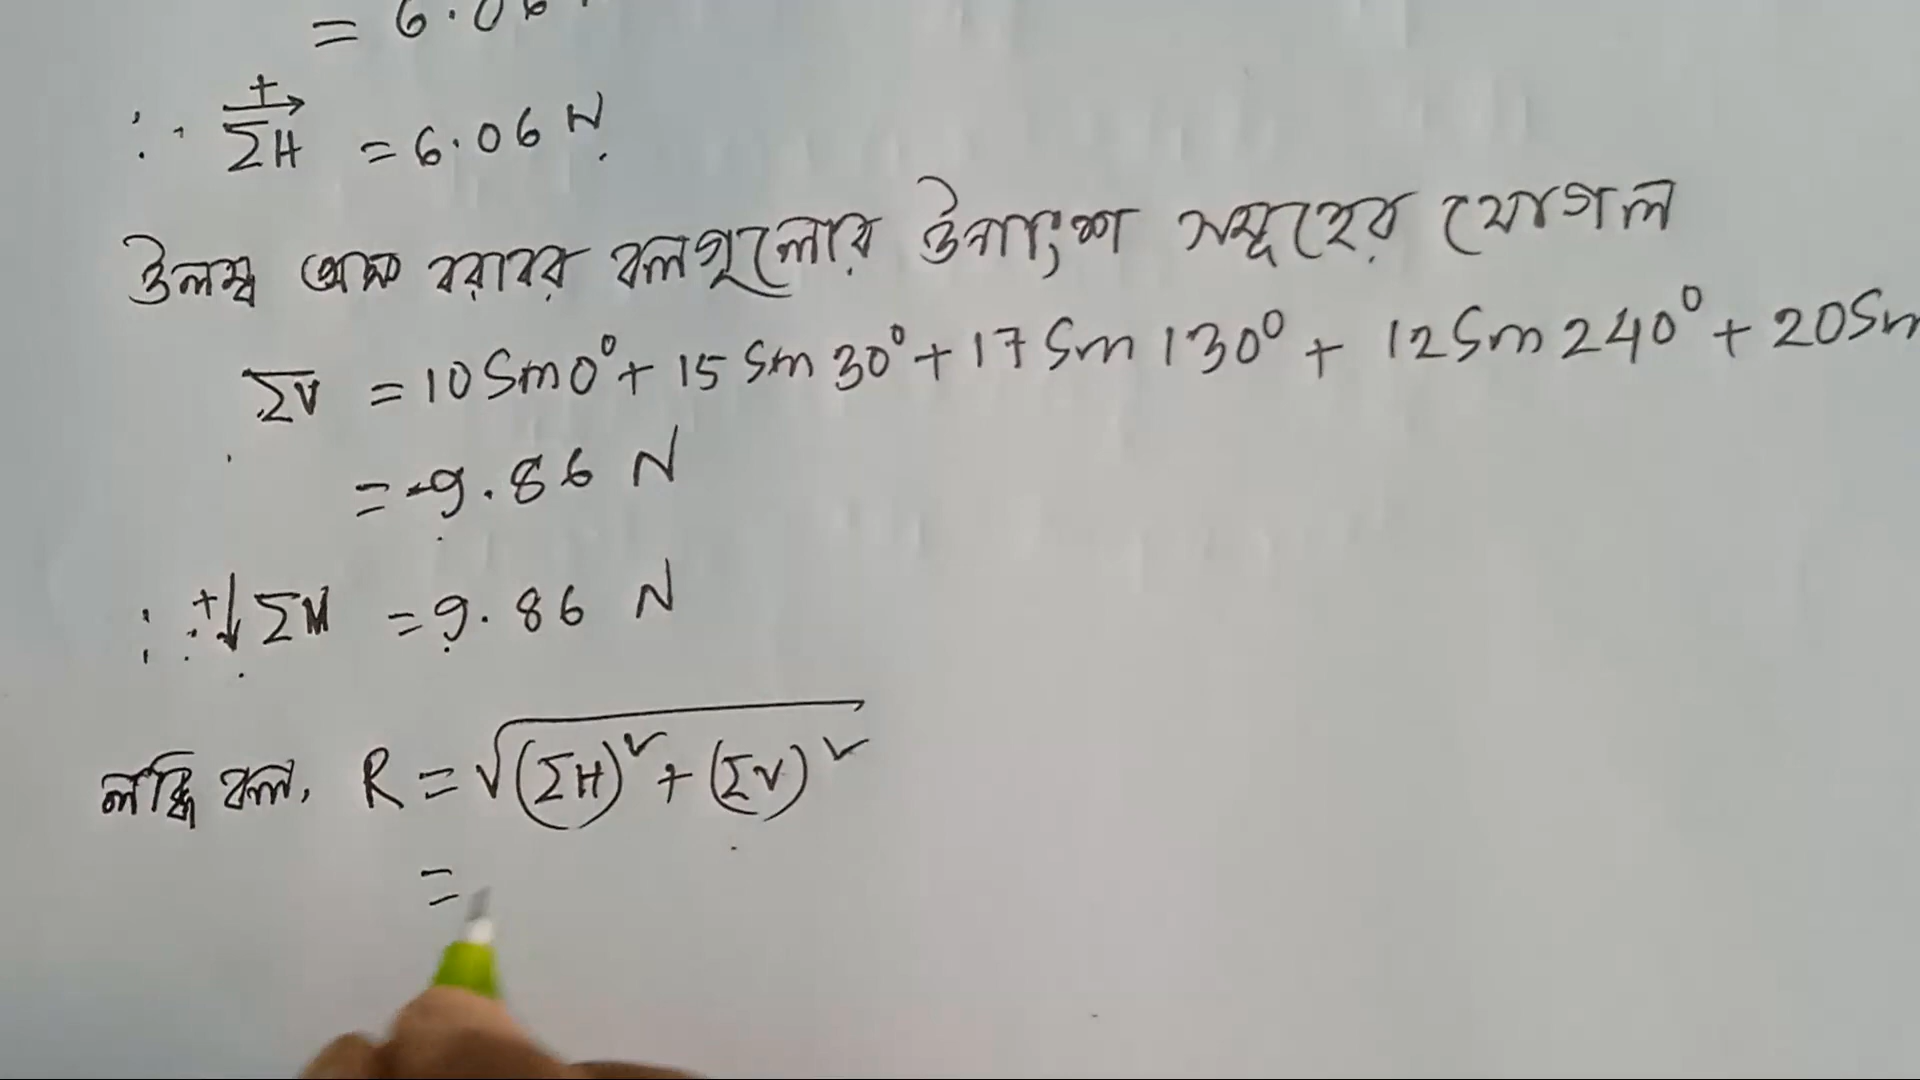 = 6.06
∴ ΣH = 6.06 N
উলম্ব অক্ষ বরাবর বলগুলোর উপাংশ সমূহের যোগফল
ΣV = 10 Sin 0° + 15 Sin 30° + 17 Sin 130° + 12 Sin 240° + 20 Sin
= -9.86 N
∴ +↓ ΣV = 9.86 N
লব্ধি বল, R = √(ΣH)² + (ΣV)²
=